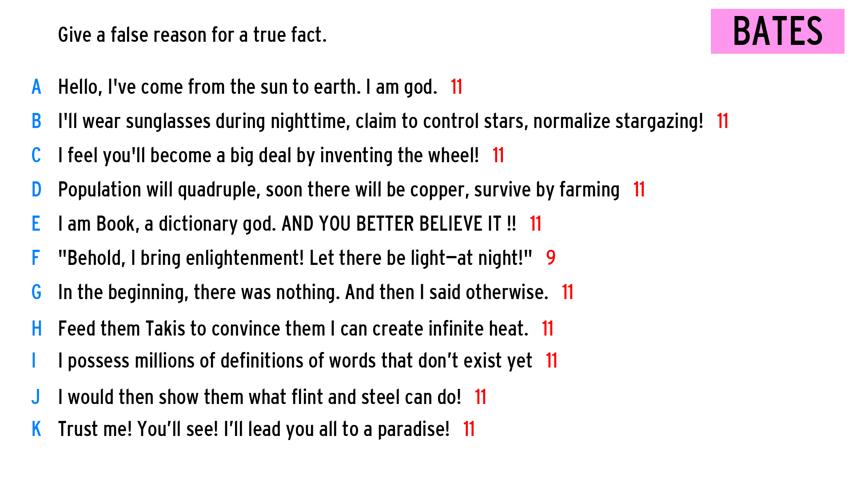 Give a false reason for a true fact.
BATES
A Hello, I've come from the sun to earth. I am god. 11
B I'll wear sunglasses during nighttime, claim to control stars, normalize stargazing! 11
C I feel you'll become a big deal by inventing the wheel! 11
D Population will quadruple, soon there will be copper, survive by farming 11
E I am Book, a dictionary god. AND YOU BETTER BELIEVE IT !! 11
F "Behold, I bring enlightenment! Let there be light—at night!" 9
G In the beginning, there was nothing. And then I said otherwise. 11
H Feed them Takis to convince them I can create infinite heat. 11
I I possess millions of definitions of words that don’t exist yet 11
J I would then show them what flint and steel can do! 11
K Trust me! You’ll see! I’ll lead you all to a paradise! 11